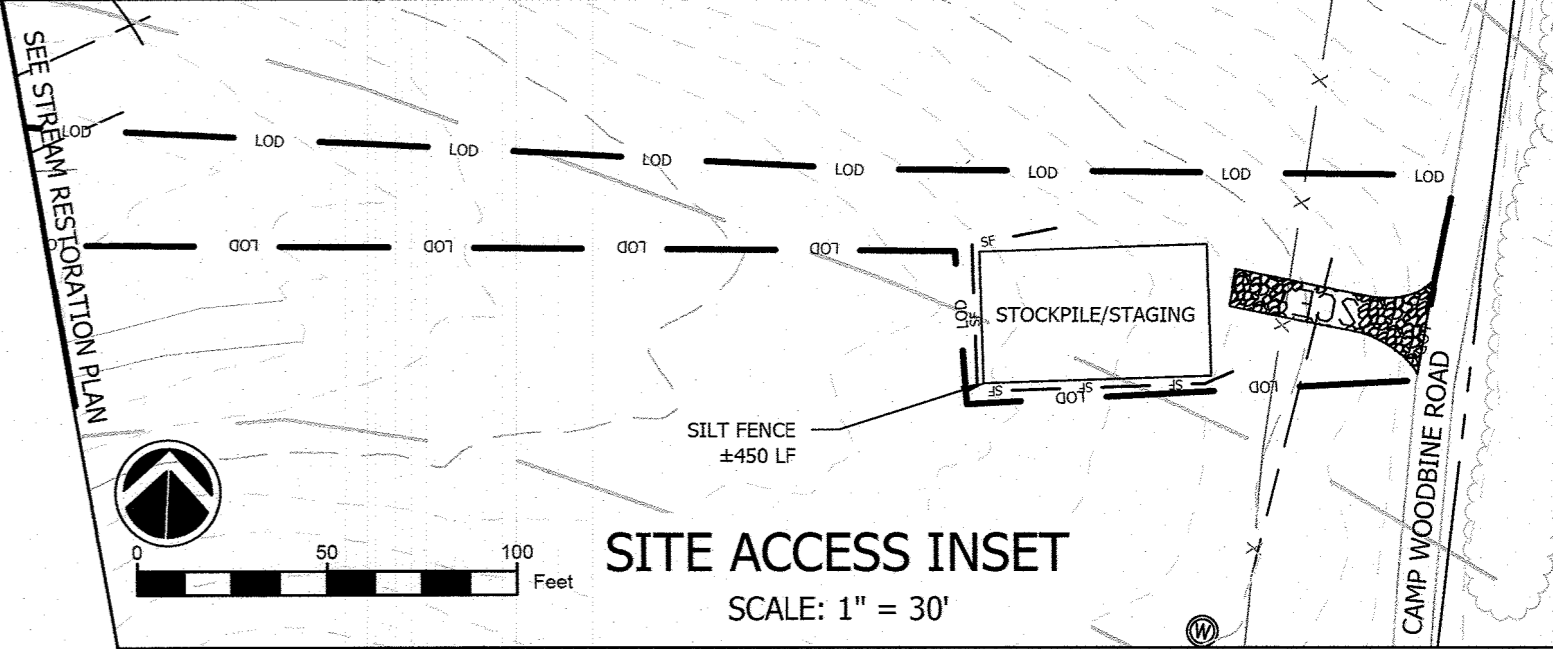 SEE STREAM RESTORATION PLAN
LOD
LOD
LOD
LOD
LOD
LOD
LOD
LOD
LOD
LOD
LOD
LOD
SF
LOD
SF
STOCKPILE/STAGING
SCE
SF
SF
SF
LOD
LOD
SILT FENCE
±450 LF
CAMP WOODBINE ROAD
0 50 100
Feet
SITE ACCESS INSET
SCALE: 1" = 30'
W